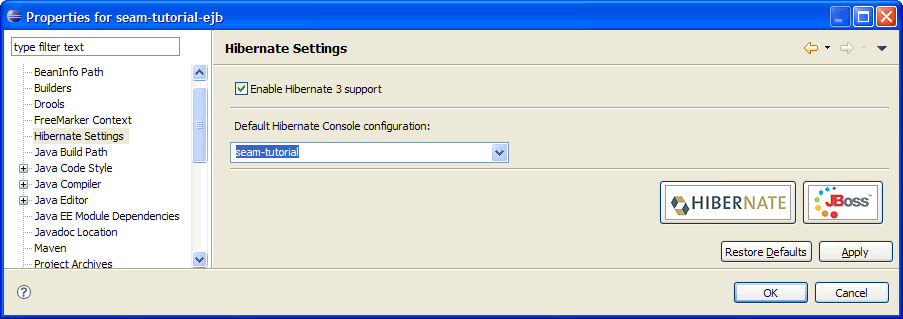 Properties for seam-tutorial-ejb
type filter text
BeanInfo Path
Builders
Drools
FreeMarker Context
Hibernate Settings
Java Build Path
Java Code Style
Java Compiler
Java Editor
Java EE Module Dependencies
Javadoc Location
Maven
Project Archives
Hibernate Settings
Enable Hibernate 3 support
Default Hibernate Console configuration:
seam-tutorial
HIBERNATE
JBoss™
Restore Defaults
Apply
?
OK
Cancel